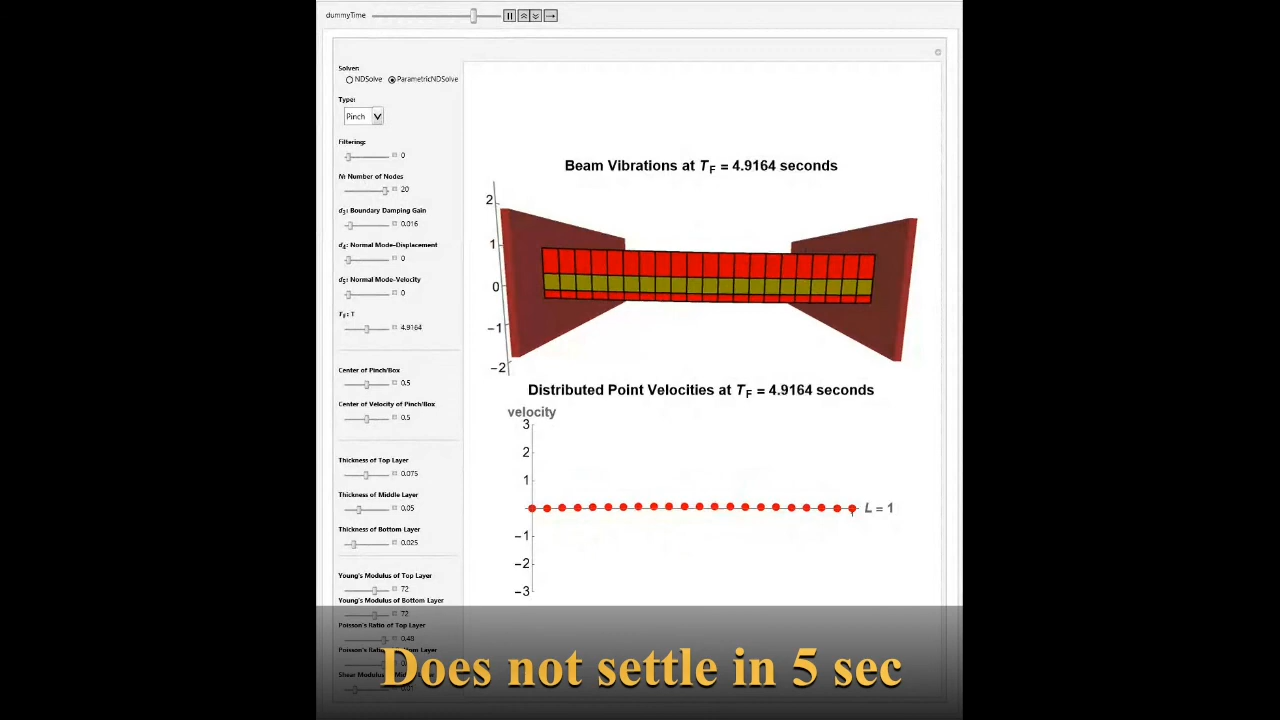 dummyTime
Solver:
NDSolve ParametricNDSolve
Type:
Pinch
Filtering:
0
N: Number of Nodes
20
d₃: Boundary Damping Gain
0.016
d₄: Normal Mode-Displacement
0
d₅: Normal Mode-Velocity
0
T_F: T
4.9164
Center of Pinch/Box
0.5
Center of Velocity of Pinch/Box
0.5
Thickness of Top Layer
0.075
Thickness of Middle Layer
0.05
Thickness of Bottom Layer
0.025
Young's Modulus of Top Layer
72
Young's Modulus of Bottom Layer
72
Poisson's Ratio of Top Layer
0.48
Beam Vibrations at T_F = 4.9164 seconds
2
1
0
−1
−2
Distributed Point Velocities at T_F = 4.9164 seconds
velocity
3
2
1
L = 1
−1
−2
−3
Does not settle in 5 sec